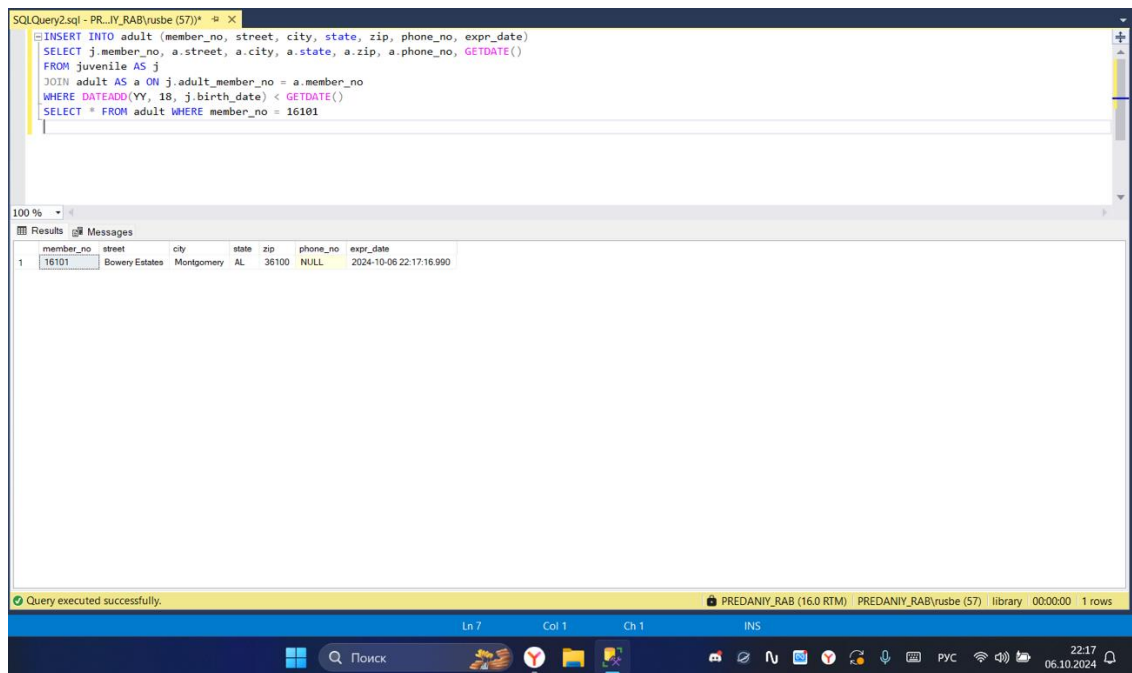 SQLQuery2.sql - PR...IY_RAB\rusbe (57))*
INSERT INTO adult (member_no, street, city, state, zip, phone_no, expr_date)
SELECT j.member_no, a.street, a.city, a.state, a.zip, a.phone_no, GETDATE()
FROM juvenile AS j
JOIN adult AS a ON j.adult_member_no = a.member_no
WHERE DATEADD(YY, 18, j.birth_date) < GETDATE()
SELECT * FROM adult WHERE member_no = 16101
100 %
Results Messages
member_no street city state zip phone_no expr_date
1 16101 Bowery Estates Montgomery AL 36100 NULL 2024-10-06 22:17:16.990
Query executed successfully. PREDANIY_RAB (16.0 RTM) PREDANIY_RAB\rusbe (57) library 00:00:00 1 rows
Ln 7 Col 1 Ch 1 INS
Поиск РУС 22:17
06.10.2024